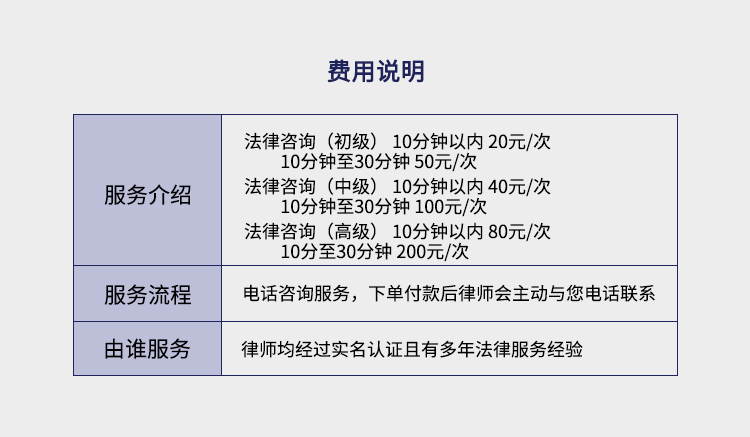 费用说明
服务介绍
法律咨询（初级） 10分钟以内 20元/次
10分钟至30分钟 50元/次
法律咨询（中级） 10分钟以内 40元/次
10分钟至30分钟 100元/次
法律咨询（高级） 10分钟以内 80元/次
10分至30分钟 200元/次
服务流程
电话咨询服务，下单付款后律师会主动与您电话联系
由谁服务
律师均经过实名认证且有多年法律服务经验